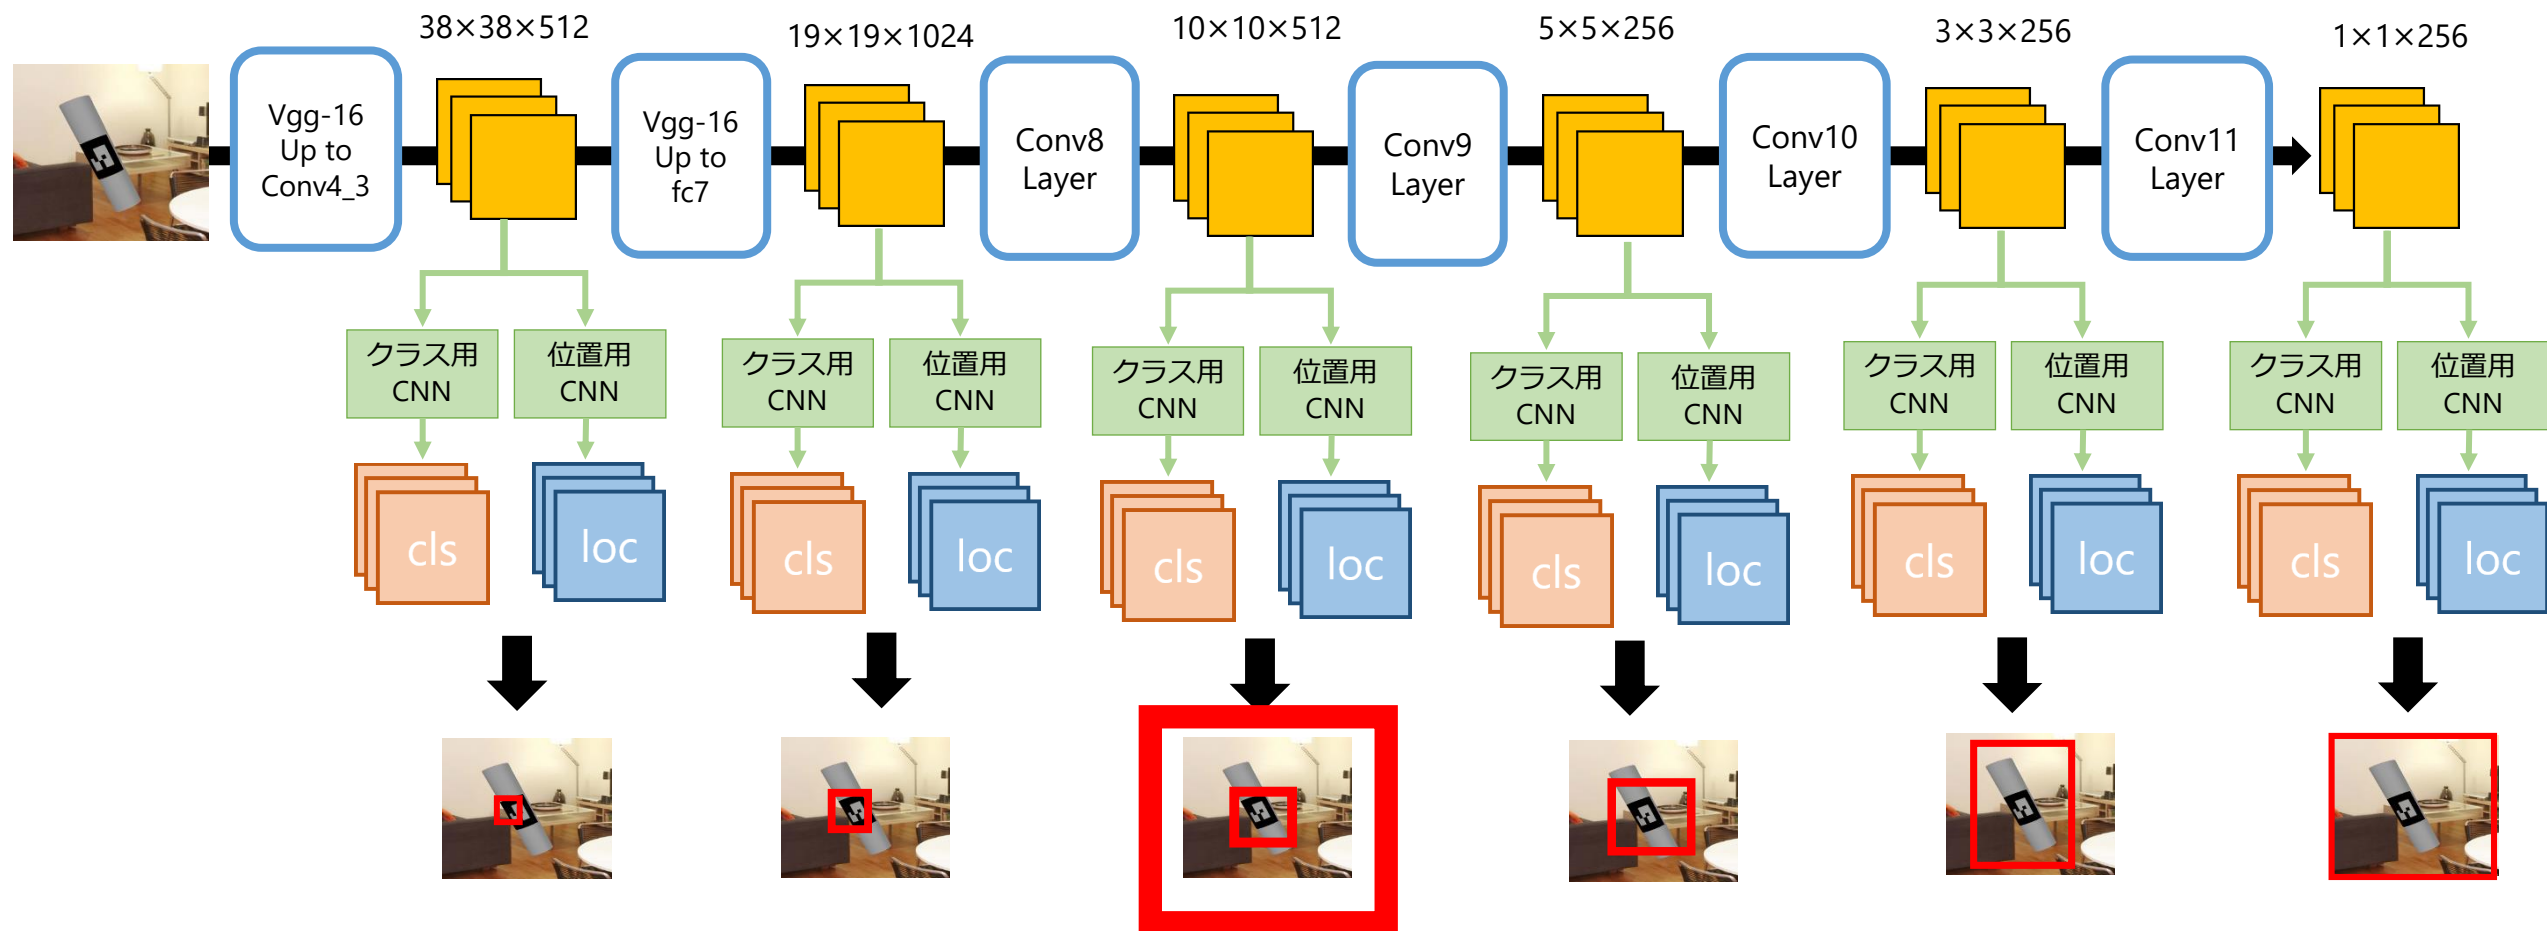 38×38×512
19×19×1024
10×10×512
5×5×256
3×3×256
1×1×256
Vgg-16
Up to
Conv4_3
Vgg-16
Up to
fc7
Conv8
Layer
Conv9
Layer
Conv10
Layer
Conv11
Layer
クラス用
CNN
位置用
CNN
クラス用
CNN
位置用
CNN
クラス用
CNN
位置用
CNN
クラス用
CNN
位置用
CNN
クラス用
CNN
位置用
CNN
クラス用
CNN
位置用
CNN
cls
loc
cls
loc
cls
loc
cls
loc
cls
loc
cls
loc